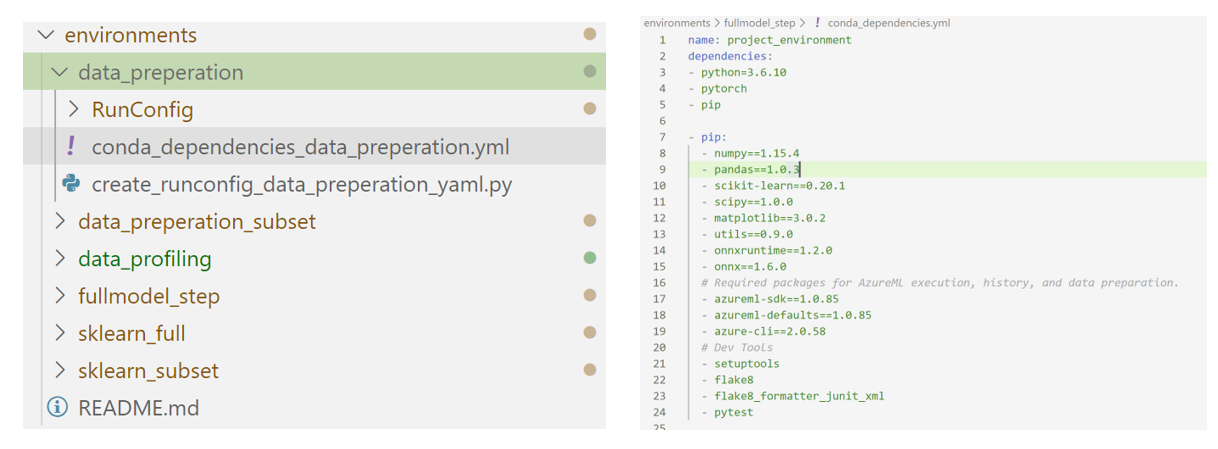 environments
data_preperation
RunConfig
! conda_dependencies_data_preperation.yml
create_runconfig_data_preperation_yaml.py
data_preperation_subset
data_profiling
fullmodel_step
sklearn_full
sklearn_subset
README.md
environments > fullmodel_step > ! conda_dependencies.yml
1 name: project_environment
2 dependencies:
3 - python=3.6.10
4 - pytorch
5 - pip
6
7 - pip:
8 - numpy==1.15.4
9 - pandas==1.0.3
10 - scikit-learn==0.20.1
11 - scipy==1.0.0
12 - matplotlib==3.0.2
13 - utils==0.9.0
14 - onnxruntime==1.2.0
15 - onnx==1.6.0
16 # Required packages for AzureML execution, history, and data preparation.
17 - azureml-sdk==1.0.85
18 - azureml-defaults==1.0.85
19 - azure-cli==2.0.58
20 # Dev Tools
21 - setuptools
22 - flake8
23 - flake8_formatter_junit_xml
24 - pytest
25